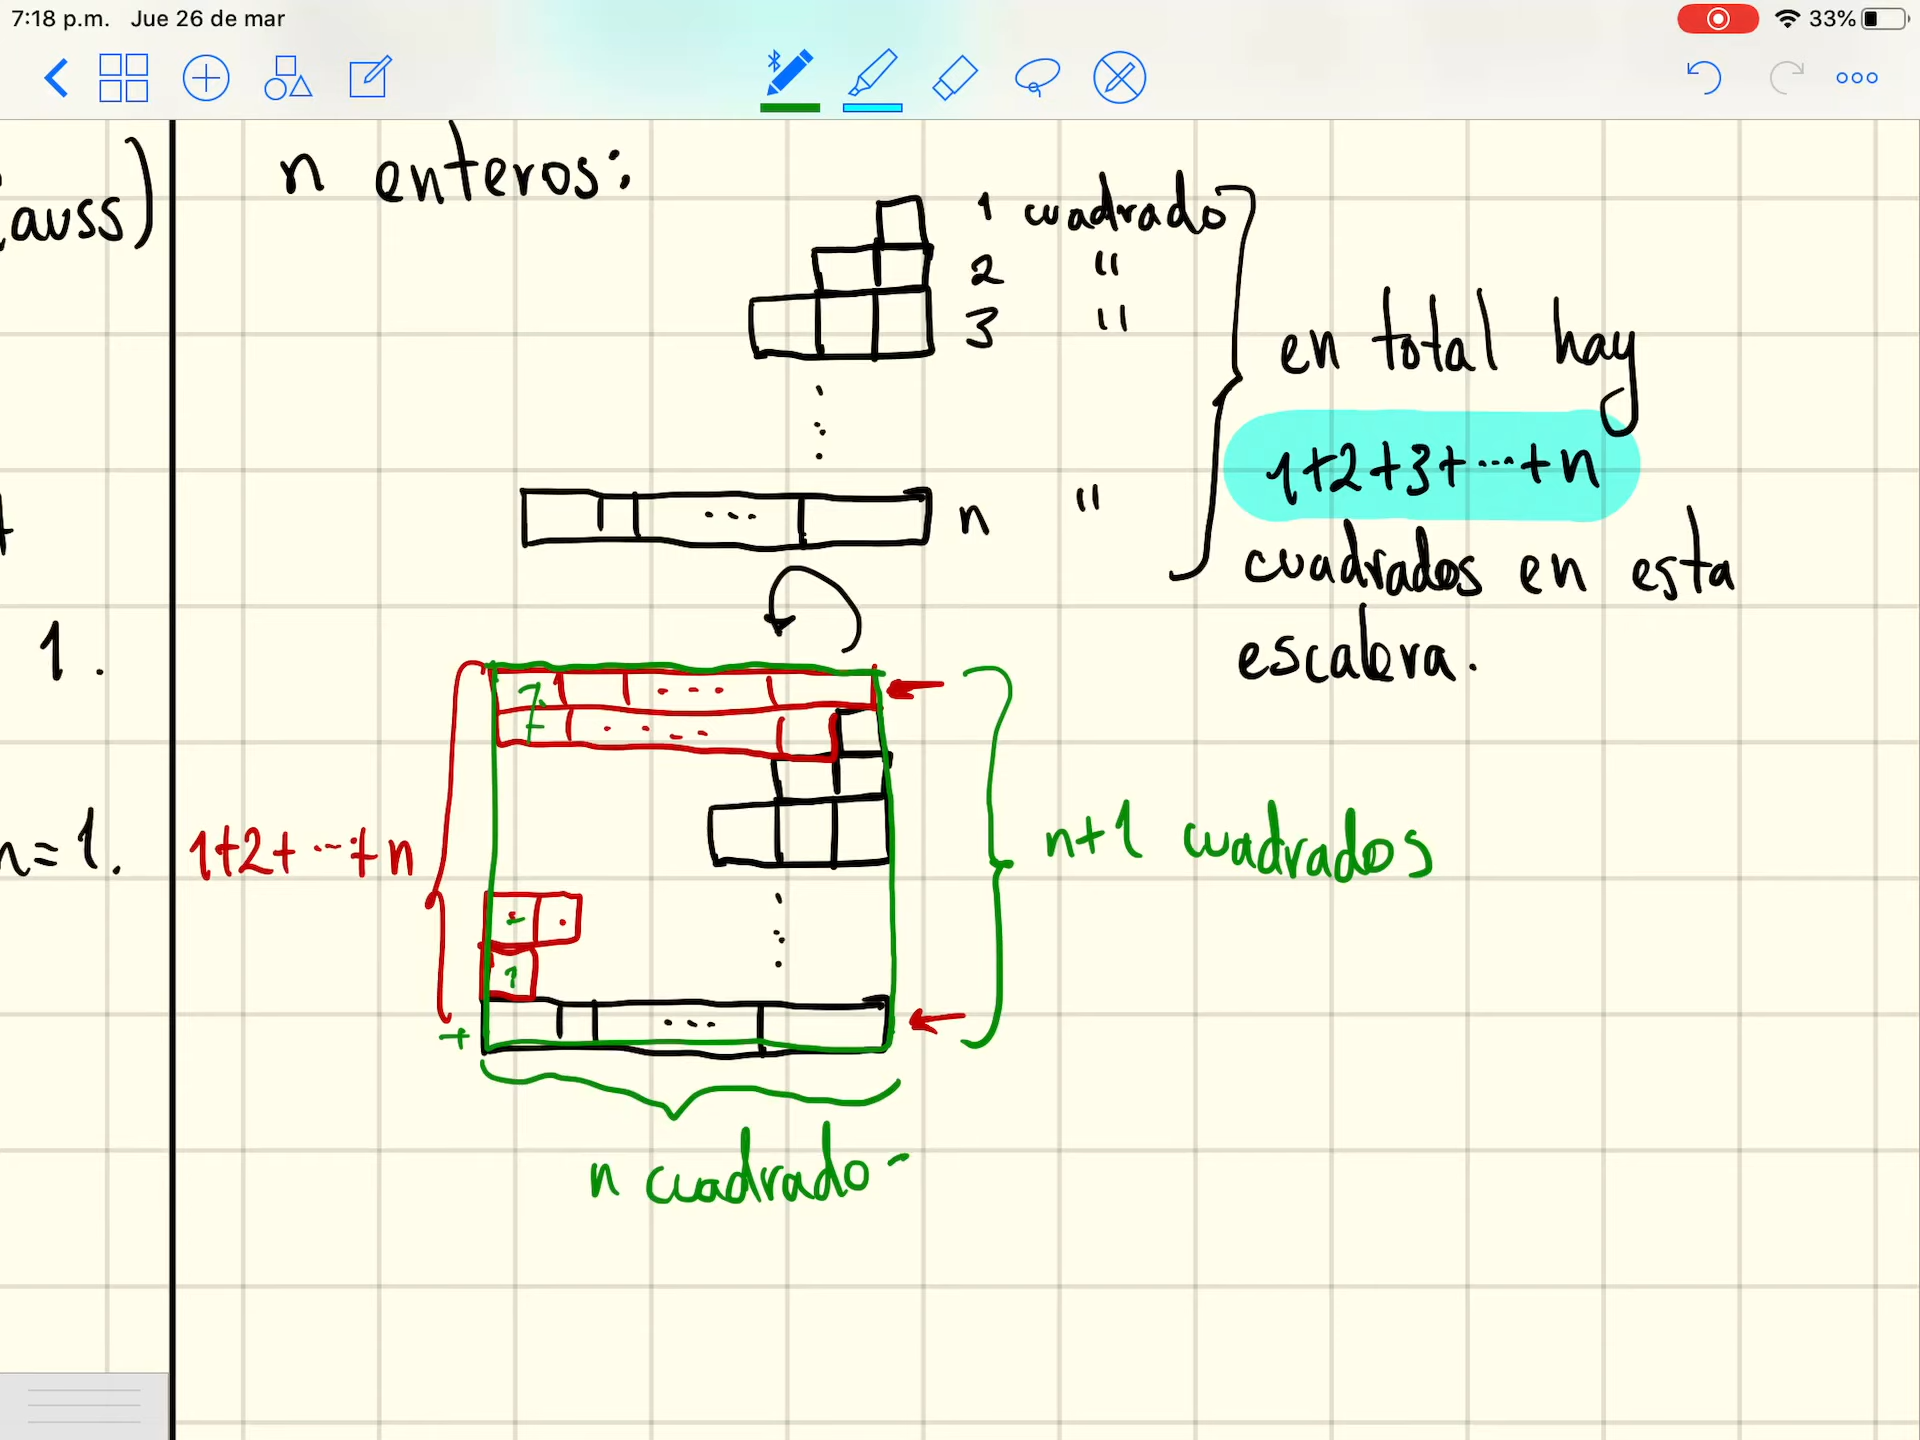 7:18 p.m. Jue 26 de mar
33%
auss)
n enteros:
1 cuadrado
2 "
3 "
⋮
... n "
en total hay
1+2+3+...+n
cuadrados en esta
escalera.
1.
n=1.
1+2+...+n
...
....
n+1 cuadrados
1
⋮
...
+
n cuadrado